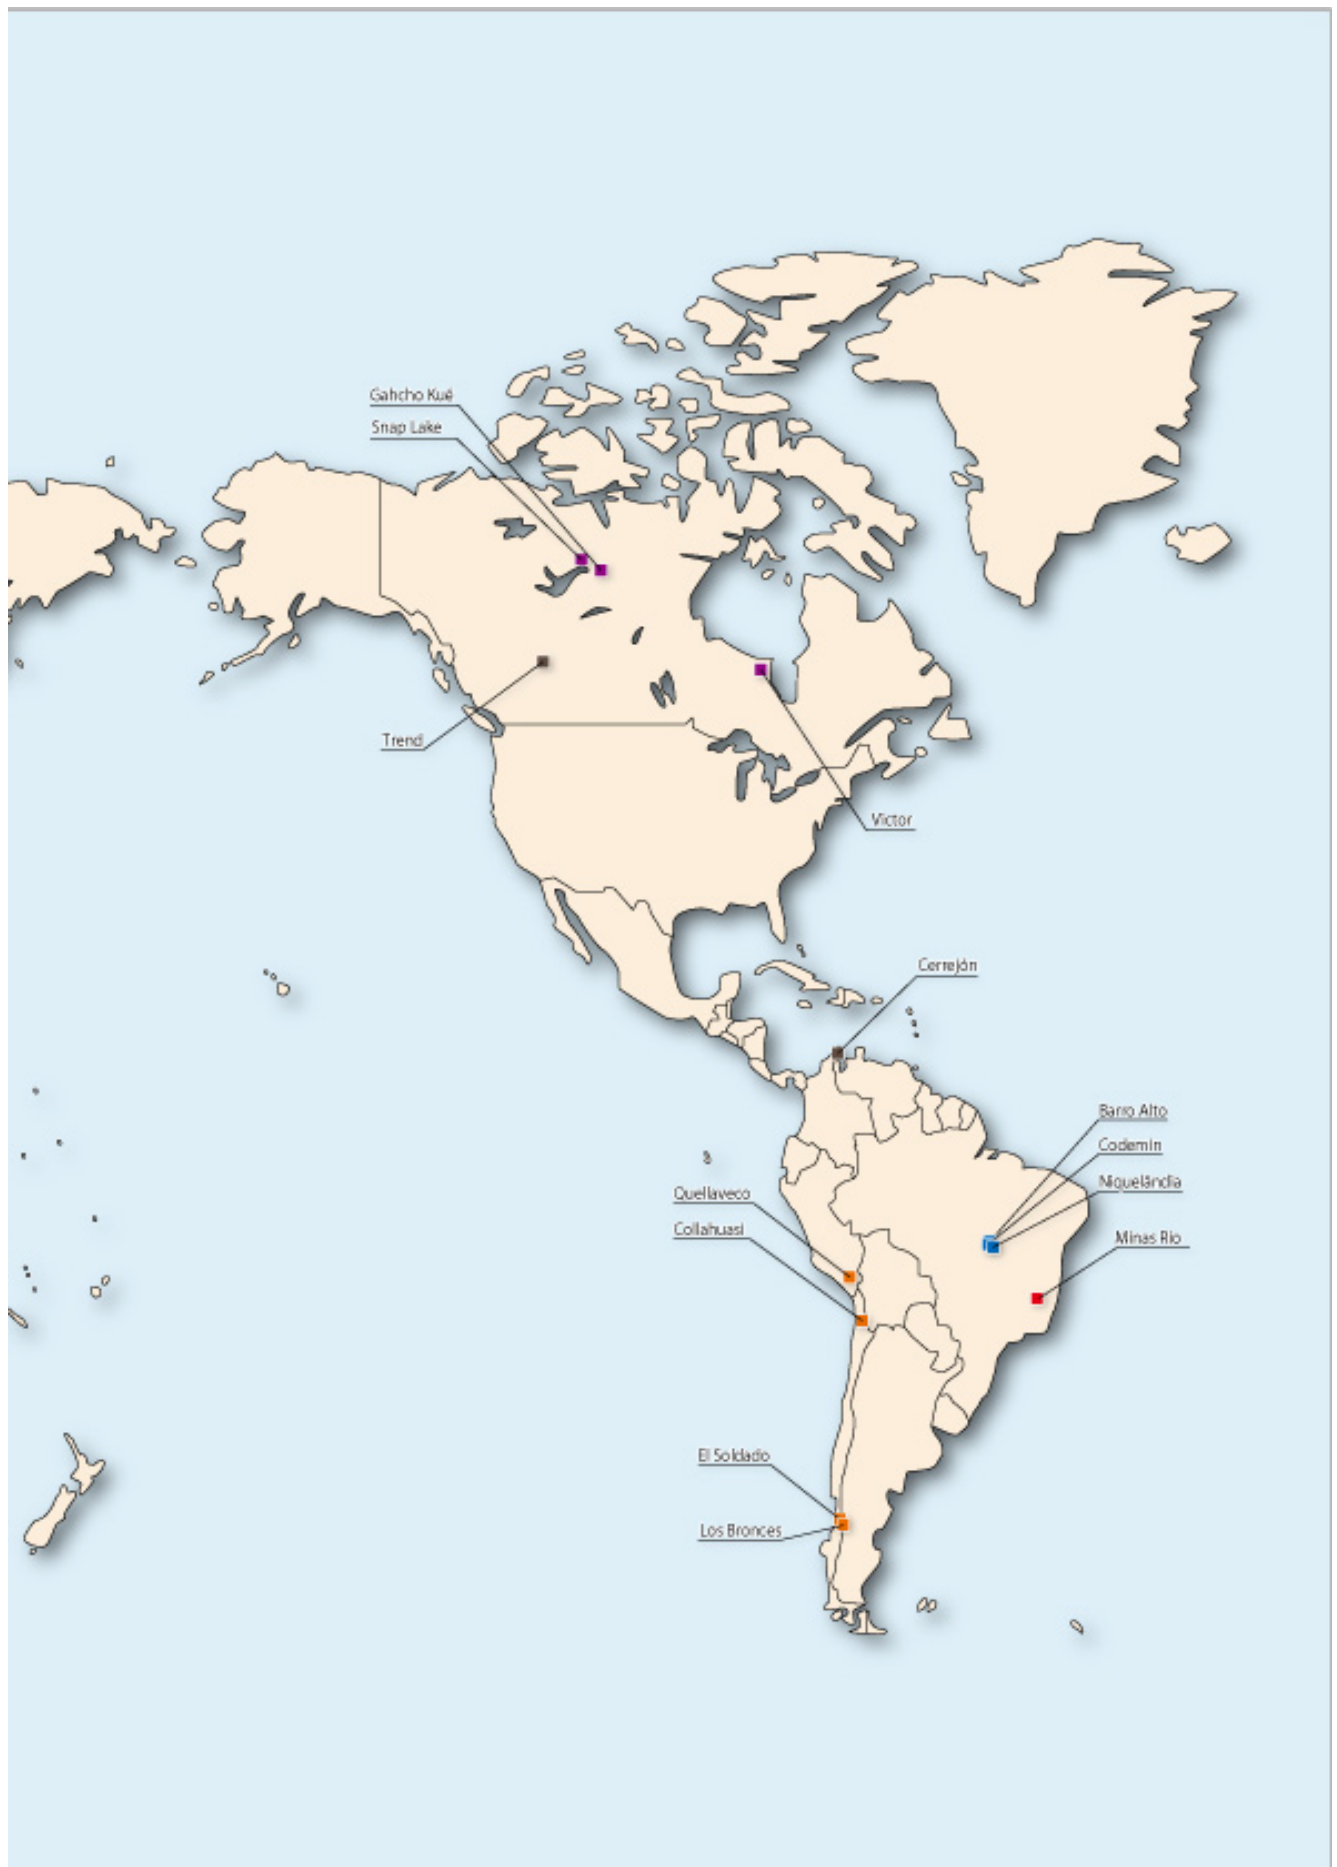 Gahcho Kué
Snap Lake
Trend
Victor
Cerrejón
Barro Alto
Codemin
Niquelândia
Quellaveco
Collahuasi
Minas Rio
El Soldado
Los Bronces